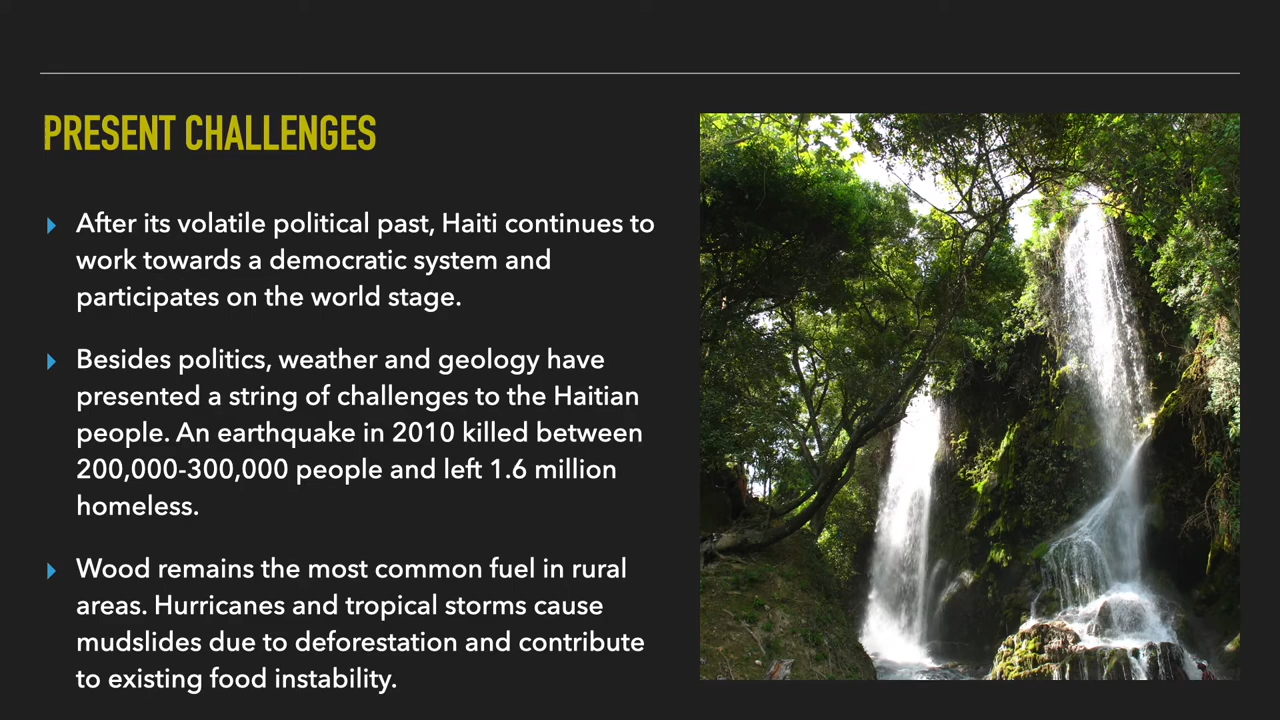 PRESENT CHALLENGES
After its volatile political past, Haiti continues to
work towards a democratic system and
participates on the world stage.
Besides politics, weather and geology have
presented a string of challenges to the Haitian
people. An earthquake in 2010 killed between
200,000-300,000 people and left 1.6 million
homeless.
Wood remains the most common fuel in rural
areas. Hurricanes and tropical storms cause
mudslides due to deforestation and contribute
to existing food instability.